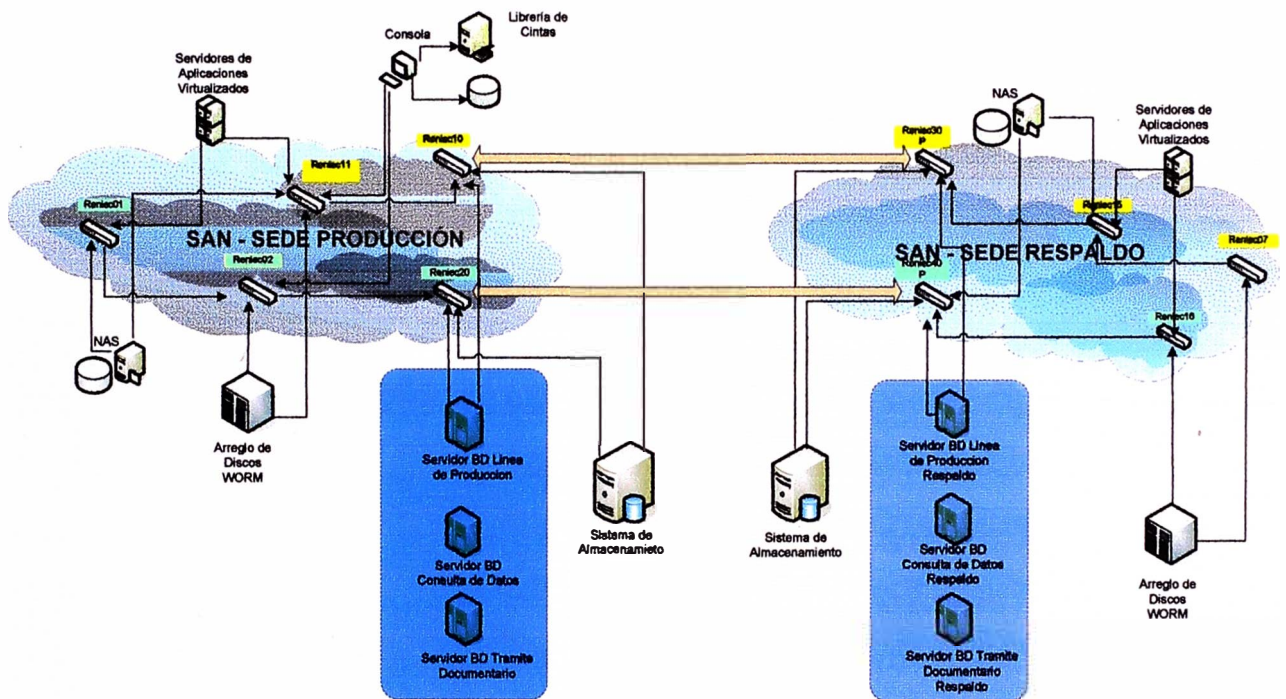 Librería de
Cintas
Consola
Servidores de
Aplicaciones
Virtualizados
Reniec10
Reniec11
Reniec01
SAN - SEDE PRODUCCIÓN
Reniec02
Reniec20
NAS
Arreglo de
Discos
WORM
Servidor BD Linea
de Produccion
Servidor BD
Consulta de Datos
Servidor BD Tramite
Documentario
Sistema de
Almacenamieto
Sistema de
Almacenamiento
NAS
Reniec30
P
Servidores de
Aplicaciones
Virtualizados
Reniec15
Reniec07
SAN - SEDE RESPALDO
Reniec40
P
Reniec16
Servidor BD Linea
de Produccion
Respaldo
Servidor BD
Consulta de Datos
Respaldo
Servidor BD Tramite
Documentario
Respaldo
Arreglo de
Discos
WORM